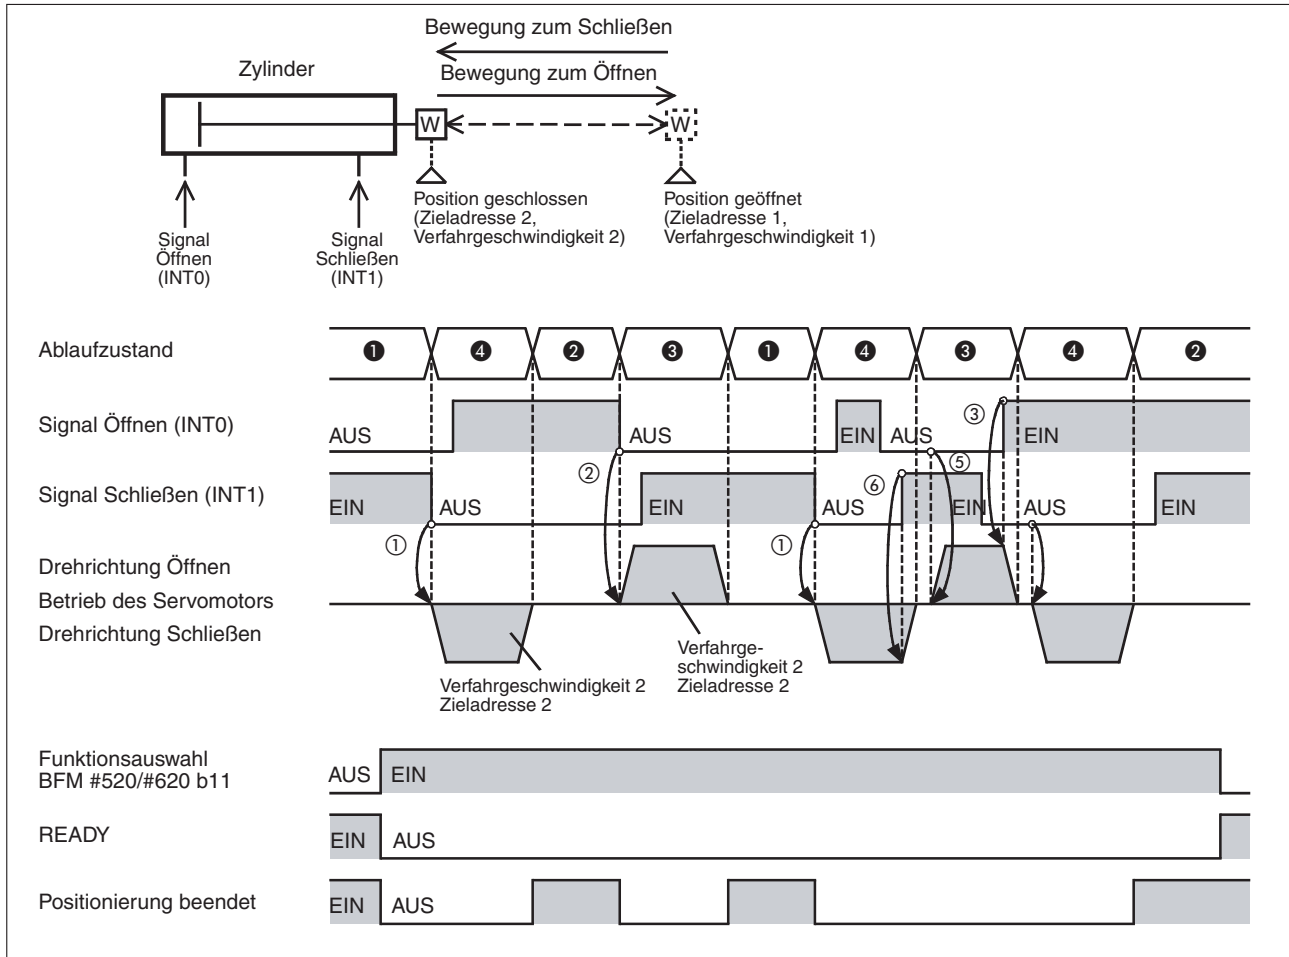 Bewegung zum Schließen
Zylinder
Bewegung zum Öffnen
W
W
Position geschlossen
(Zieladresse 2,
Verfahrgeschwindigkeit 2)
Position geöffnet
(Zieladresse 1,
Verfahrgeschwindigkeit 1)
Signal
Öffnen
(INT0)
Signal
Schließen
(INT1)
Ablaufzustand
❶ ❹ ❷ ❸ ❶ ❹ ❸ ❹ ❷
Signal Öffnen (INT0)
AUS AUS EIN AUS ③ EIN
② ⑤
Signal Schließen (INT1)
EIN AUS EIN AUS ⑥ EIN AUS EIN
① ①
Drehrichtung Öffnen
Betrieb des Servomotors
Drehrichtung Schließen
Verfahrgeschwindigkeit 2
Zieladresse 2
Verfahrge-
schwindigkeit 2
Zieladresse 2
Funktionsauswahl
BFM #520/#620 b11
AUS EIN
READY
EIN AUS
Positionierung beendet
EIN AUS